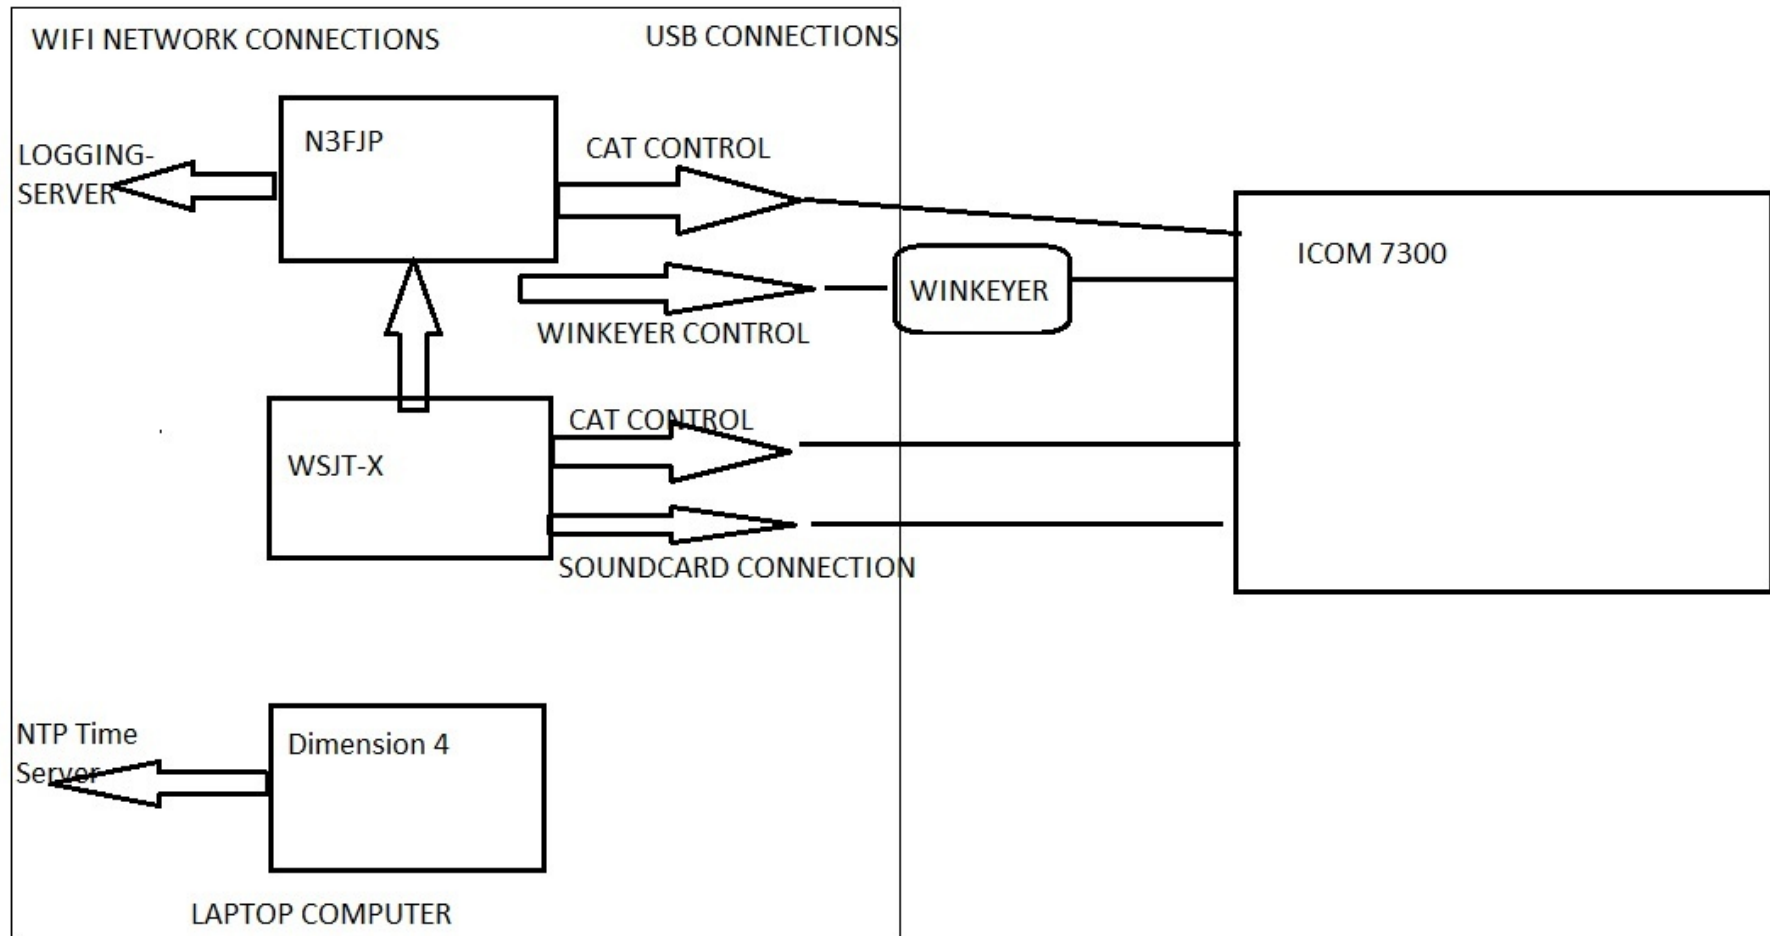 WIFI NETWORK CONNECTIONS
USB CONNECTIONS
N3FJP
LOGGING-
SERVER
CAT CONTROL
ICOM 7300
WINKEYER
WINKEYER CONTROL
CAT CONTROL
WSJT-X
SOUNDCARD CONNECTION
NTP Time
Server
Dimension 4
LAPTOP COMPUTER